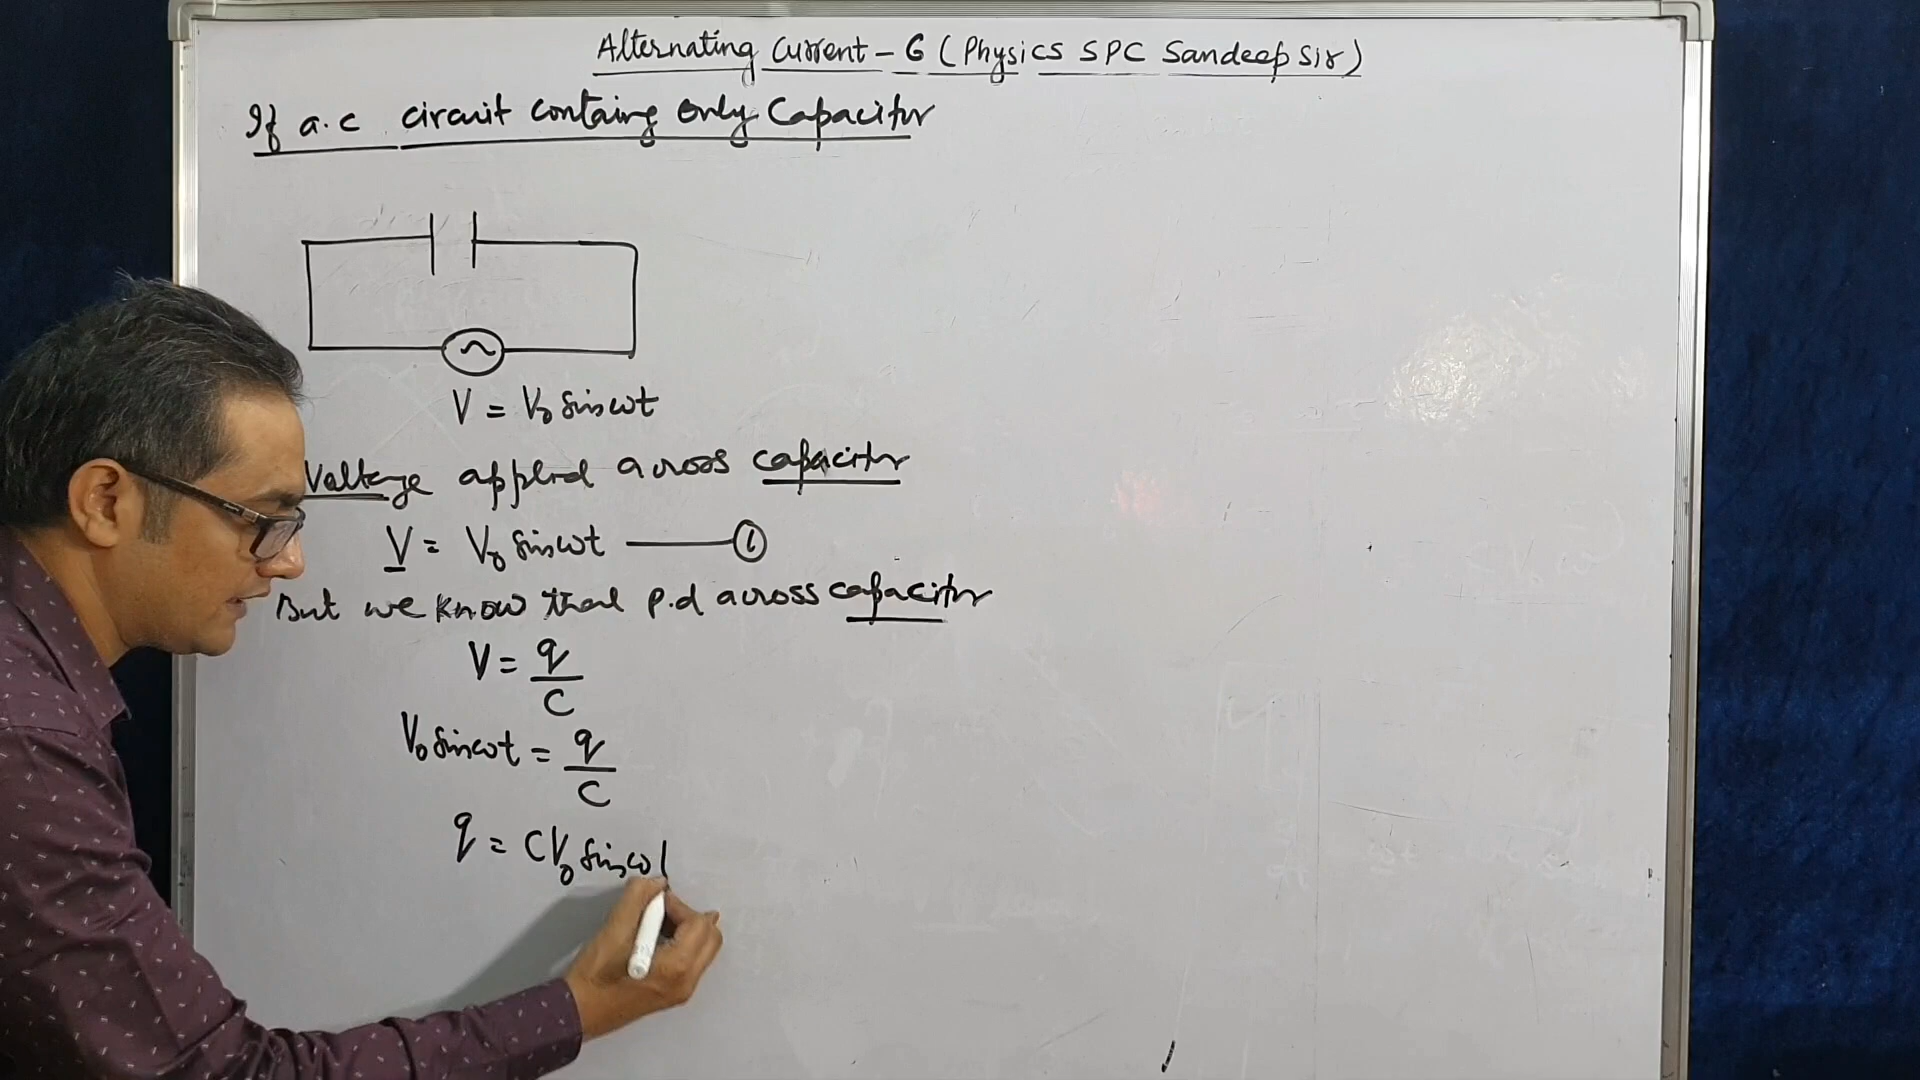 Alternating Current - 6 (Physics SPC Sandeep Sir)
If a.c circuit containg only Capacitor
V = V₀ sinωt
Voltage applied across capacitor
V = V₀ sinωt —— ①
But we know that p.d across capacitor
V = q/C
V₀ sinωt = q/C
q = CV₀ sinω